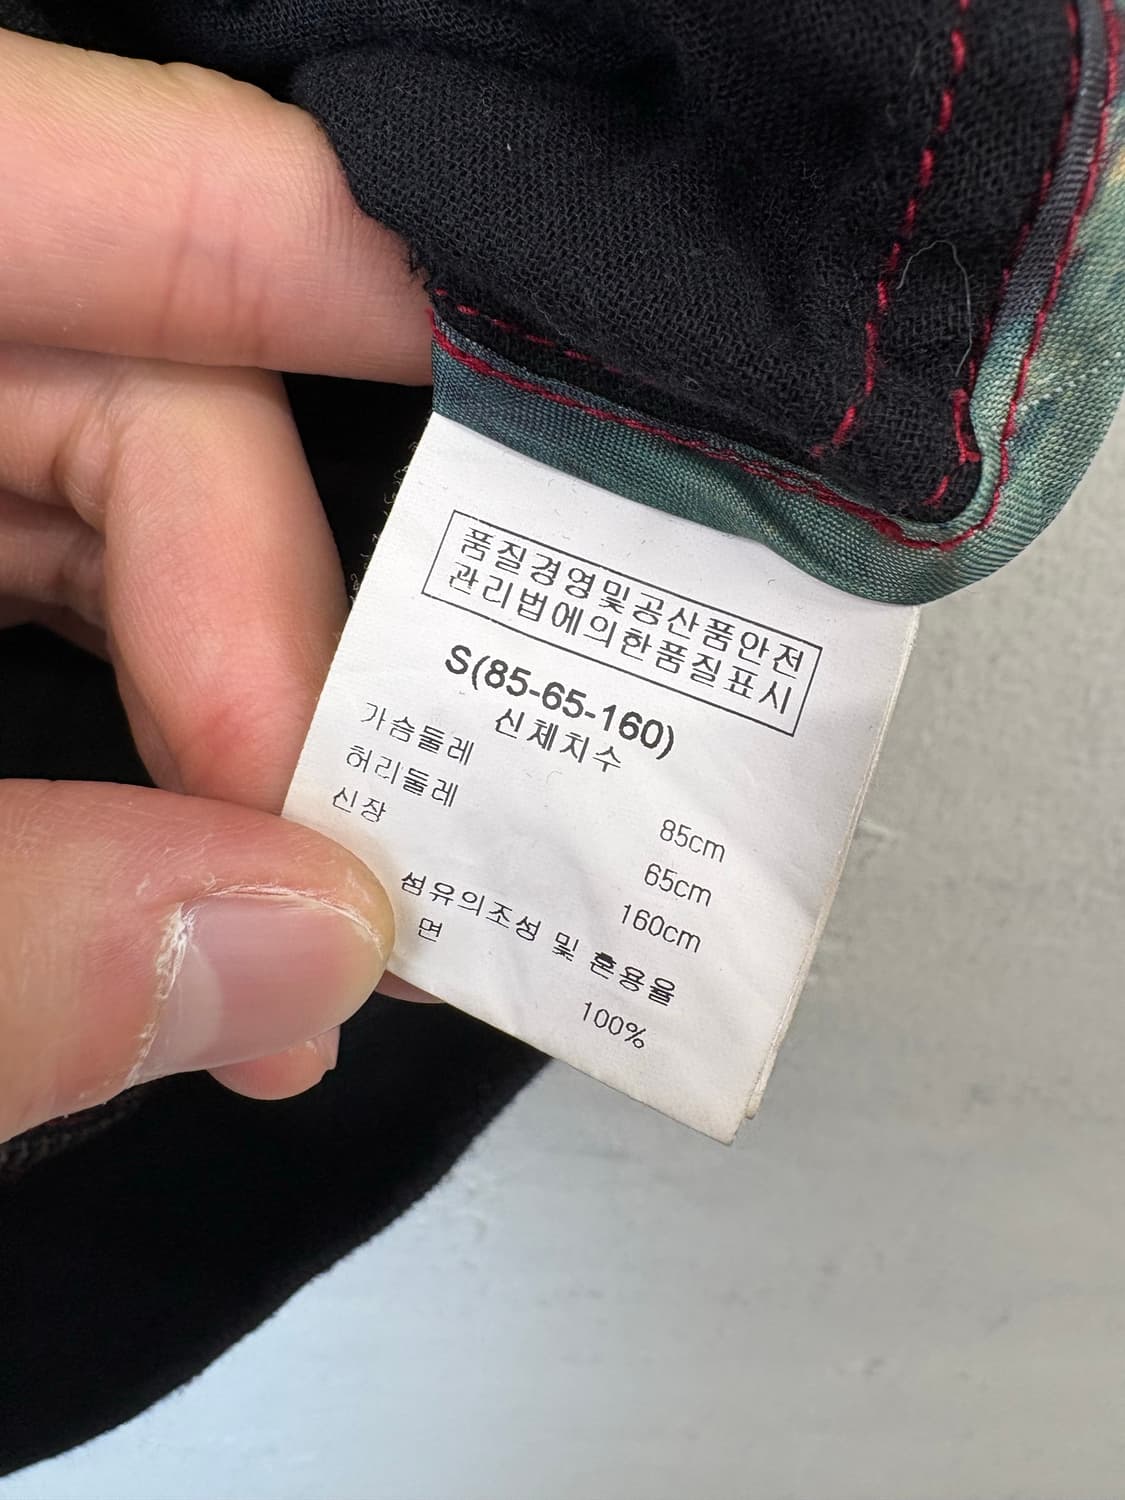 품질경영및공산품안전
관리법에의한품질표시
S(85-65-160)
신체치수
가슴둘레 85cm
허리둘레 65cm
신장 160cm
섬유의조성 및 혼용율
면 100%